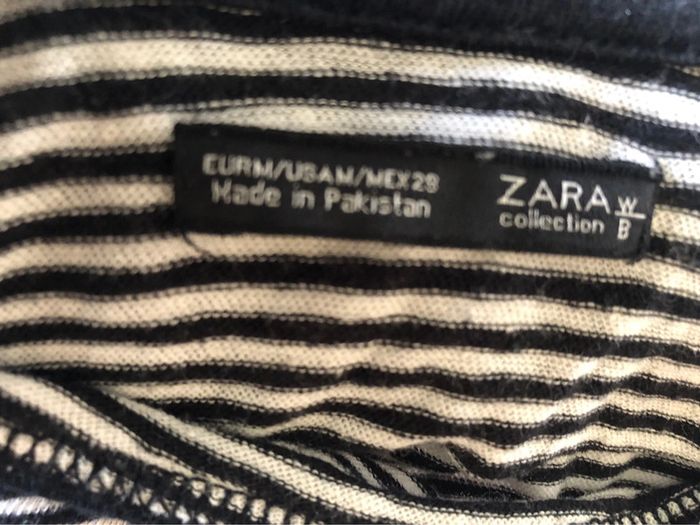 EUR M/USA M/MEX 28
Made in Pakistan
ZARA W/B
collection